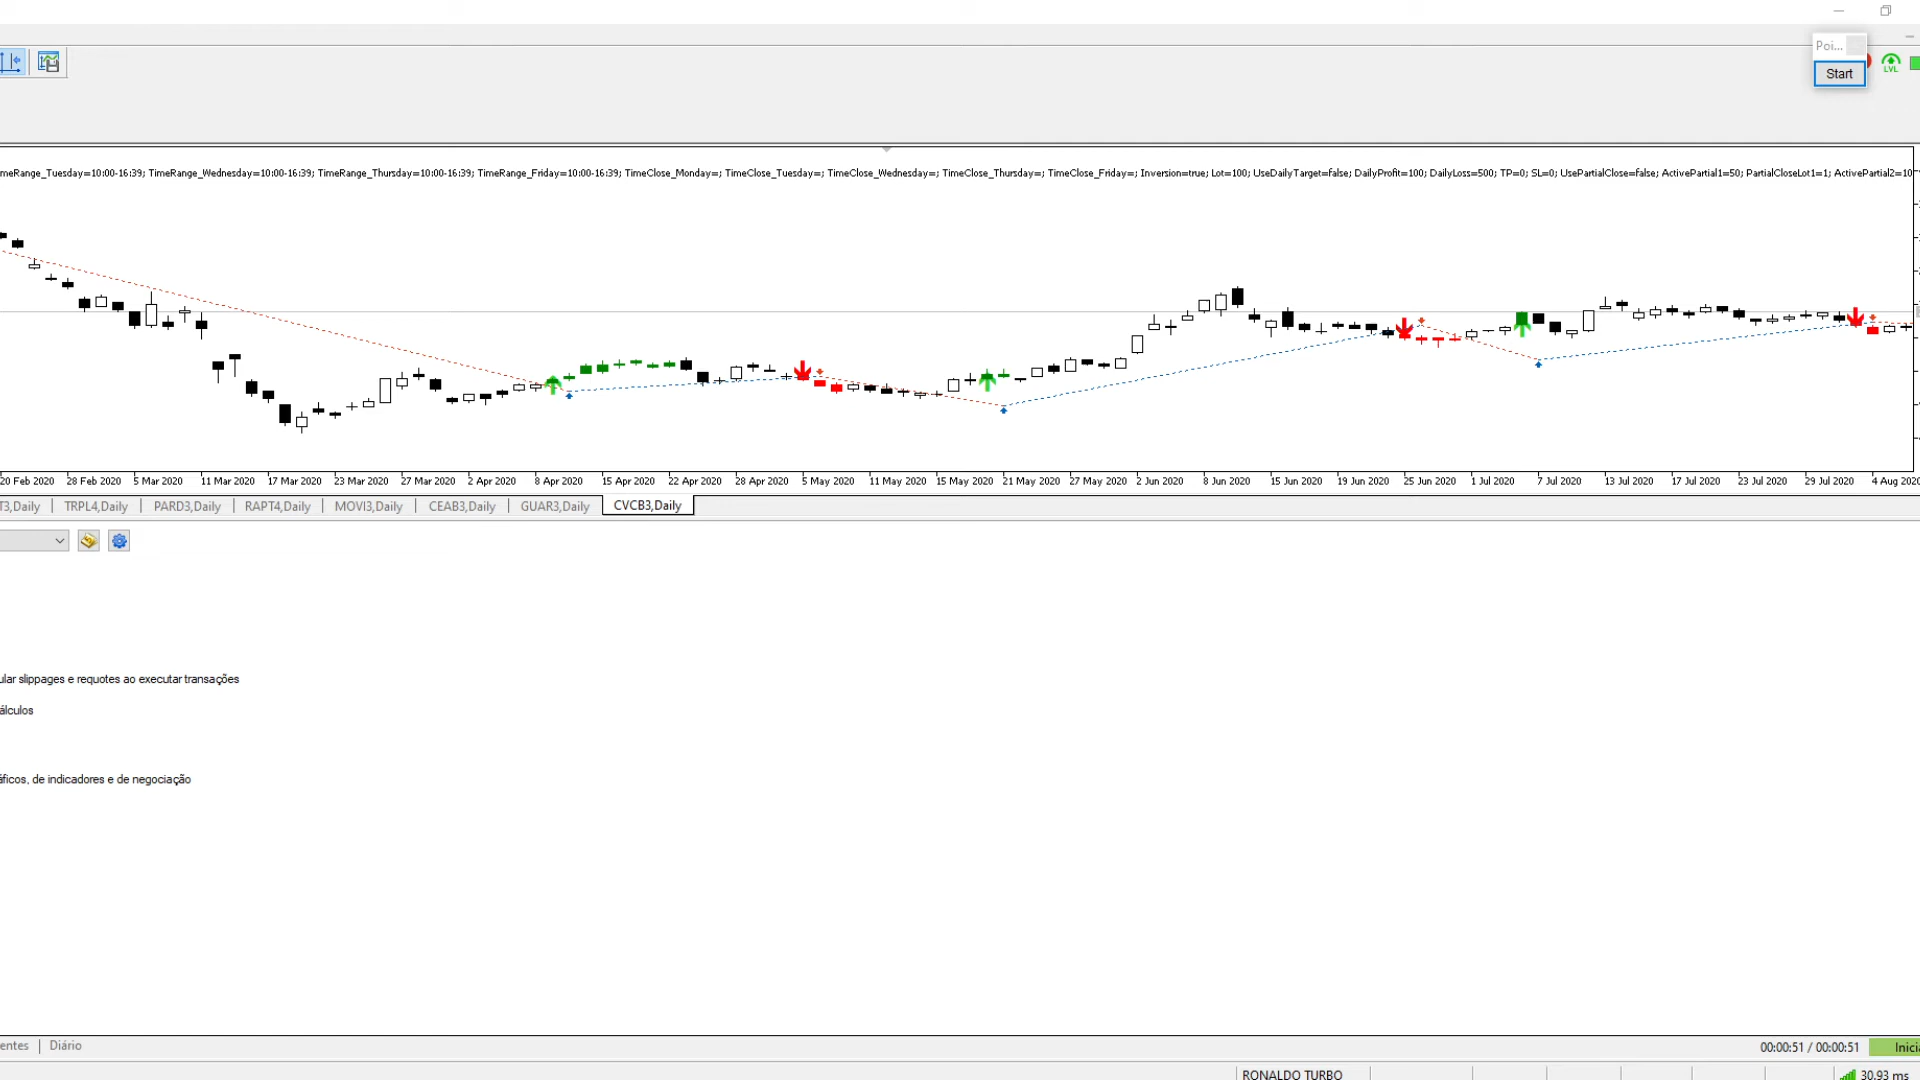 Poi...
LVL
Start
meRange_Tuesday=10:00-16:39; TimeRange_Wednesday=10:00-16:39; TimeRange_Thursday=10:00-16:39; TimeRange_Friday=10:00-16:39; TimeClose_Monday=; TimeClose_Tuesday=; TimeClose_Wednesday=; TimeClose_Thursday=; TimeClose_Friday=; Inversion=true; Lot=100; UseDailyTarget=false; DailyProfit=100; DailyLoss=500; TP=0; SL=0; UsePartialClose=false; ActivePartial1=50; PartialCloseLot1=1; ActivePartial2=10
20 Feb 2020 28 Feb 2020 5 Mar 2020 11 Mar 2020 17 Mar 2020 23 Mar 2020 27 Mar 2020 2 Apr 2020 8 Apr 2020 15 Apr 2020 22 Apr 2020 28 Apr 2020 5 May 2020 11 May 2020 15 May 2020 21 May 2020 27 May 2020 2 Jun 2020 8 Jun 2020 15 Jun 2020 19 Jun 2020 25 Jun 2020 1 Jul 2020 7 Jul 2020 13 Jul 2020 17 Jul 2020 23 Jul 2020 29 Jul 2020 4 Aug 2020
T3,Daily TRPL4,Daily PARD3,Daily RAPT4,Daily MOVI3,Daily CEAB3,Daily GUAR3,Daily CVCB3,Daily
ular slippages e requotes ao executar transações
álculos
áficos, de indicadores e de negociação
entes Diário 00:00:51 / 00:00:51 Inicia
RONALDO TURBO 30.93 ms